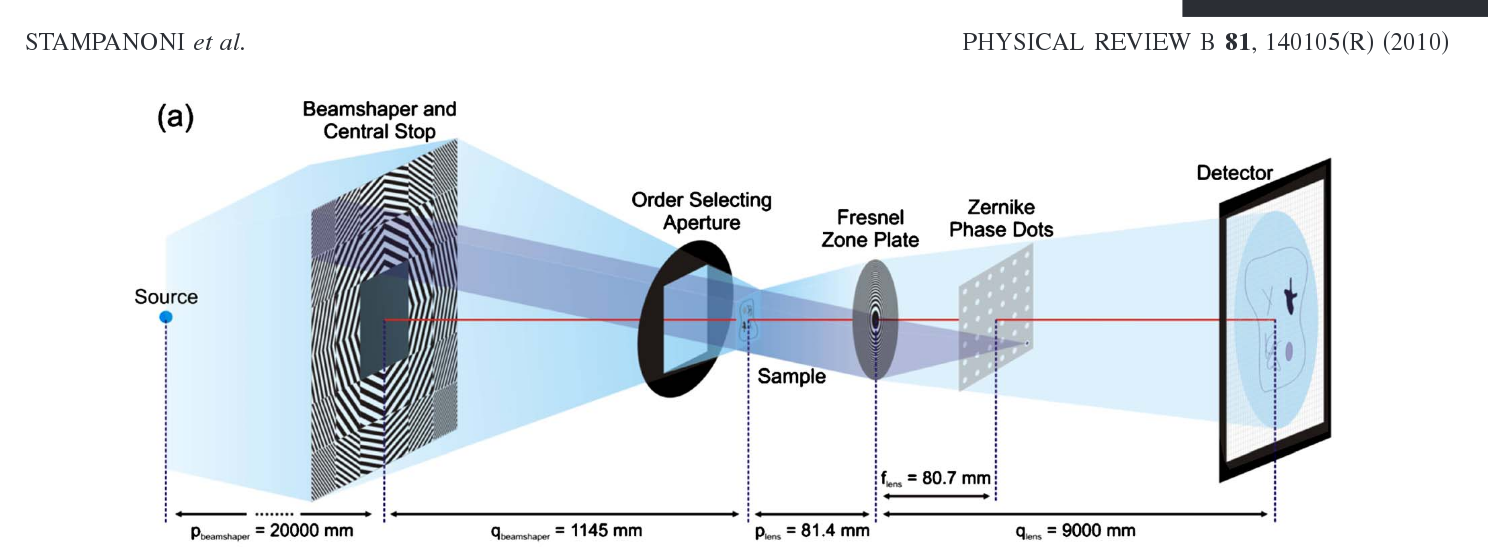 STAMPANONI et al.
PHYSICAL REVIEW B 81, 140105(R) (2010)
(a)
Beamshaper and
Central Stop
Order Selecting
Aperture
Fresnel
Zone Plate
Zernike
Phase Dots
Detector
Source
Sample
flens = 80.7 mm
pbeamshaper = 20000 mm
qbeamshaper = 1145 mm
plens = 81.4 mm
qlens = 9000 mm